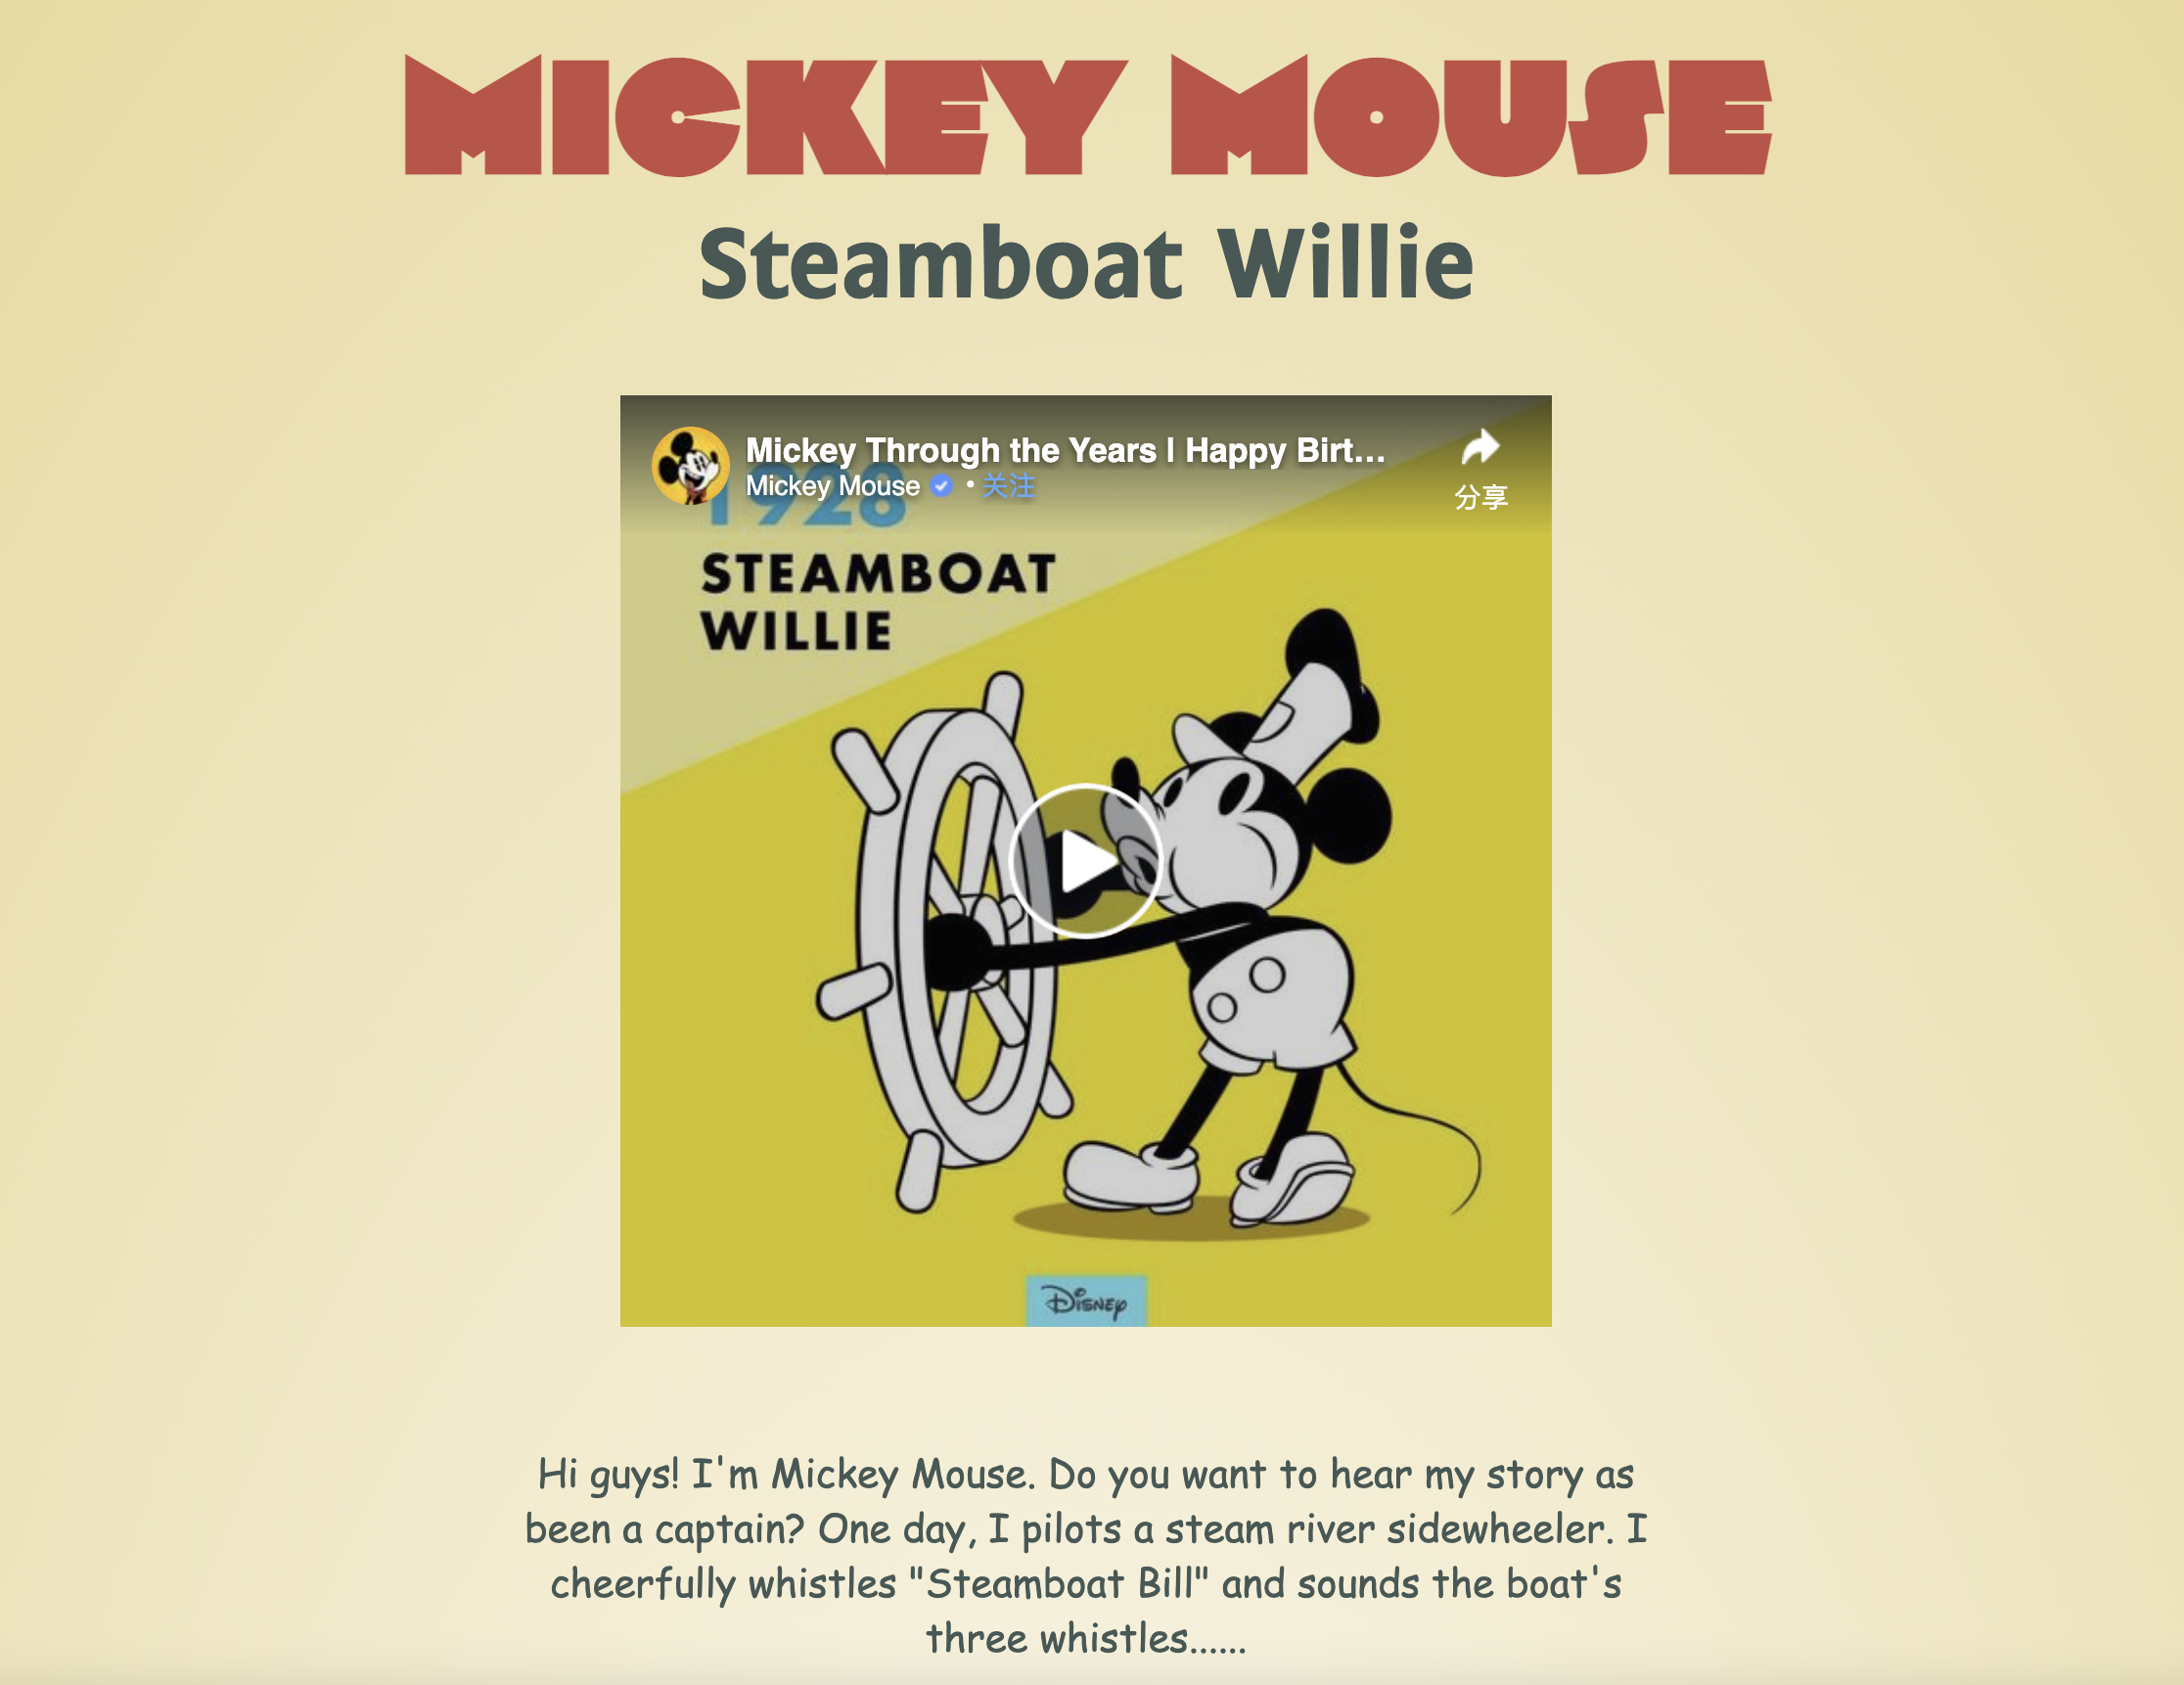 MICKEY MOUSE
Steamboat Willie
Mickey Through the Years | Happy Birt...
Mickey Mouse • 关注
分享
1928
STEAMBOAT
WILLIE
Disney
Hi guys! I'm Mickey Mouse. Do you want to hear my story as
been a captain? One day, I pilots a steam river sidewheeler. I
cheerfully whistles "Steamboat Bill" and sounds the boat's
three whistles......